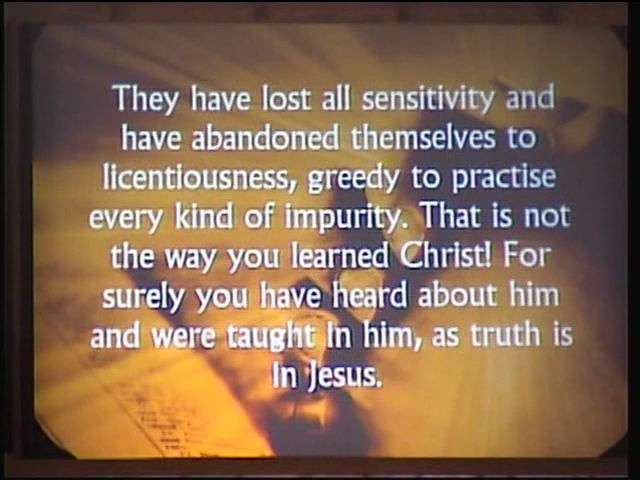 They have lost all sensitivity and
have abandoned themselves to
licentiousness, greedy to practise
every kind of impurity. That is not
the way you learned Christ! For
surely you have heard about him
and were taught in him, as truth is
in Jesus.